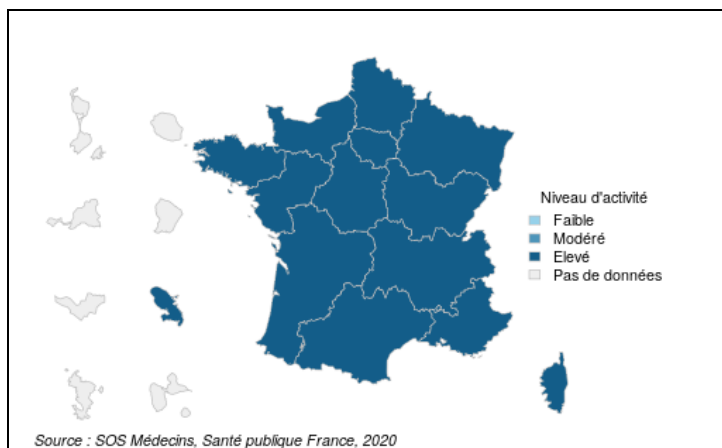 Niveau d'activité
Faible
Modéré
Elevé
Pas de données
Source : SOS Médecins, Santé publique France, 2020